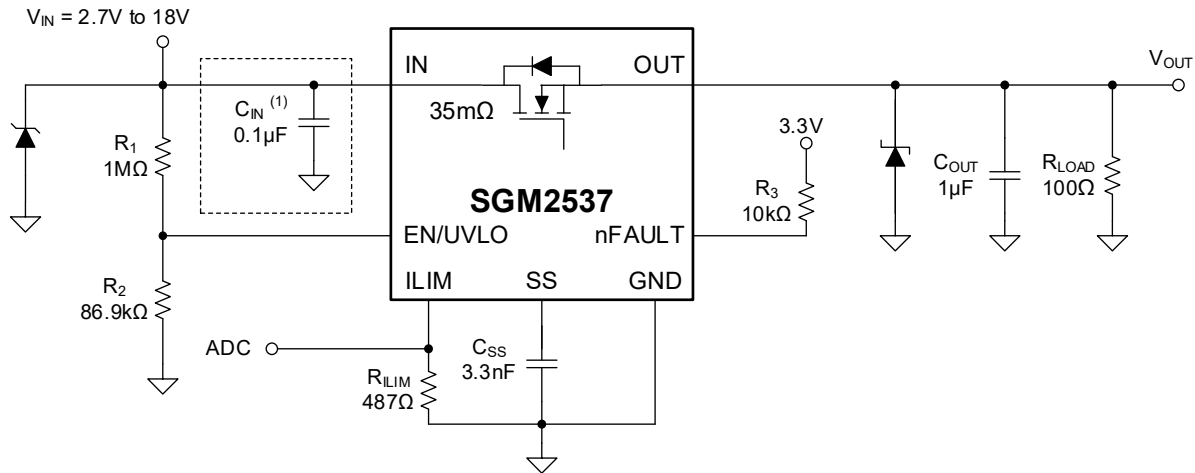 V_IN = 2.7V to 18V
IN
OUT
V_OUT
C_IN (1)
0.1µF
35mΩ
3.3V
R_1
1MΩ
R_3
10kΩ
C_OUT
1µF
R_LOAD
100Ω
SGM2537
EN/UVLO
nFAULT
R_2
86.9kΩ
ILIM
SS
GND
ADC
R_ILIM
487Ω
C_SS
3.3nF